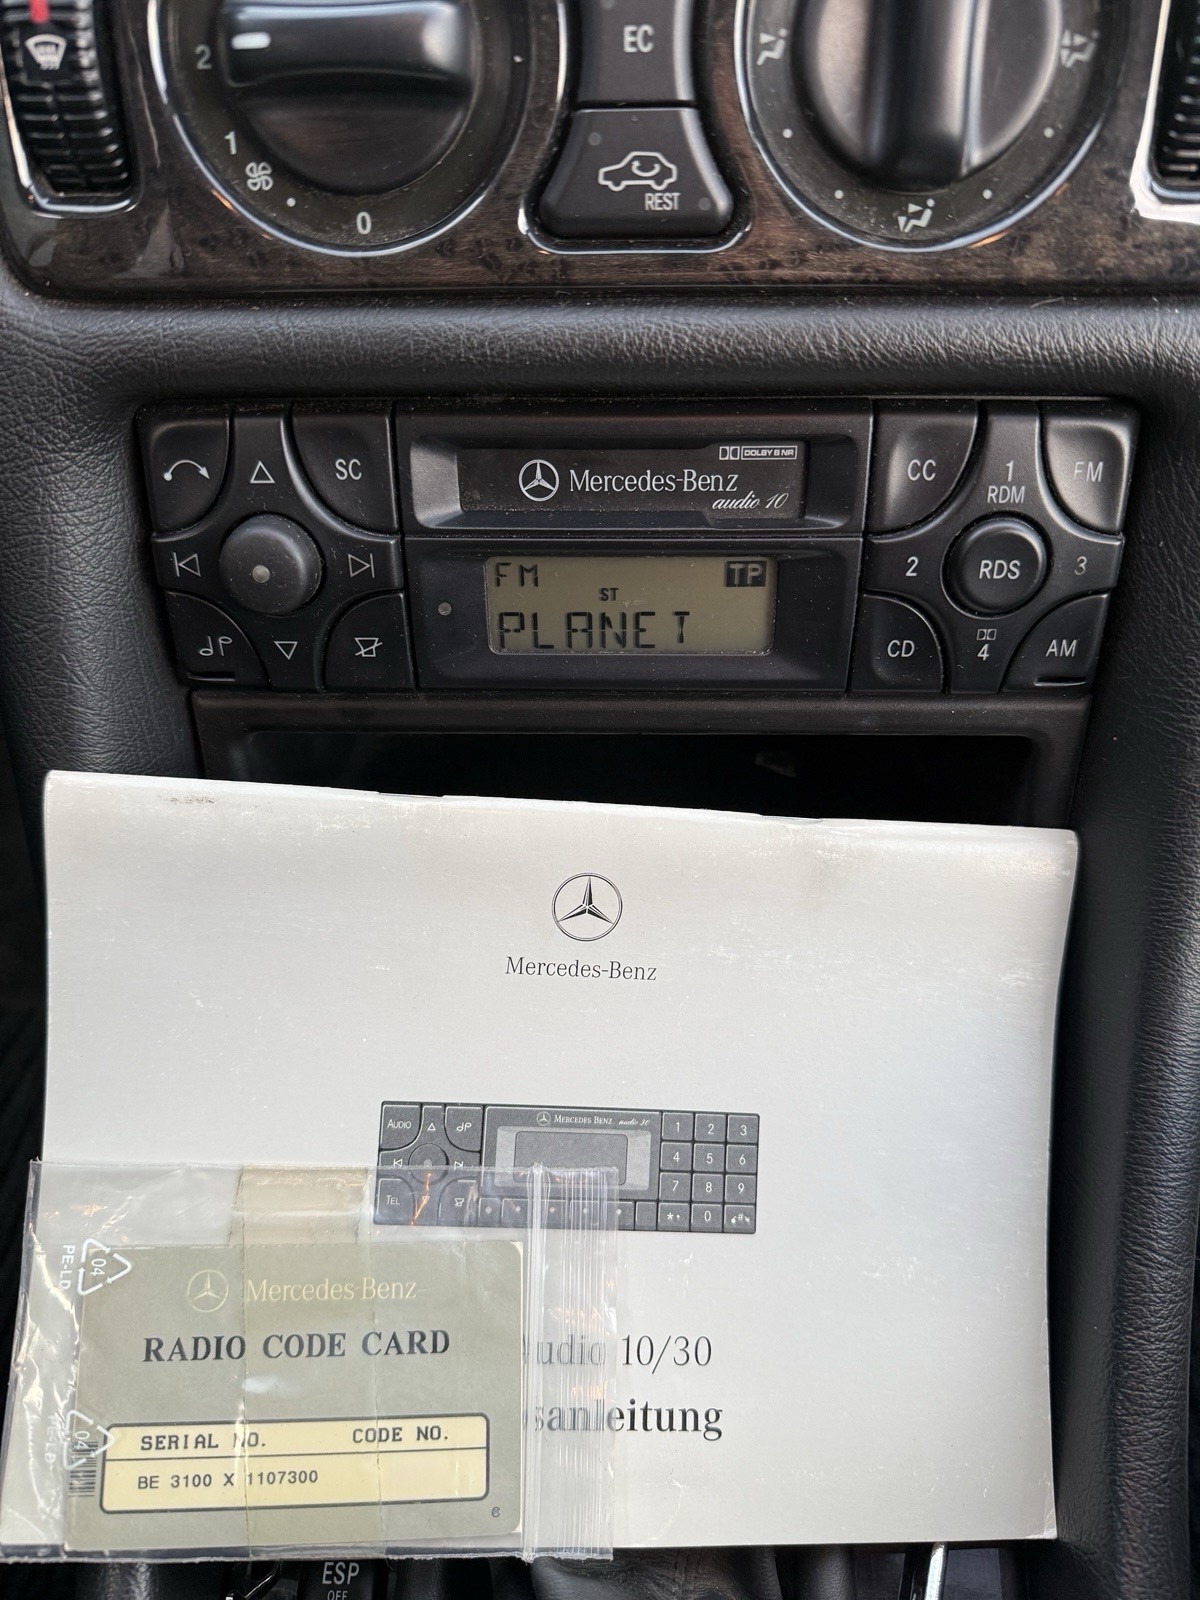 2
1
0
EC
REST
SC
DOLBY B NR
Mercedes-Benz
audio 10
CC
1
RDM
FM
2
RDS
3
CD
4
AM
FM
TP
ST
PLANET
Mercedes-Benz
AUDIO
MERCEDES BENZ audio 30
1 2 3
4 5 6
7 8 9
TEL
* 0 #
udio 10/30
sanleitung
04
PE-LD
Mercedes-Benz
RADIO CODE CARD
SERIAL NO. CODE NO.
BE 3100 X 1107300
04
PE-LD
ESP
OFF